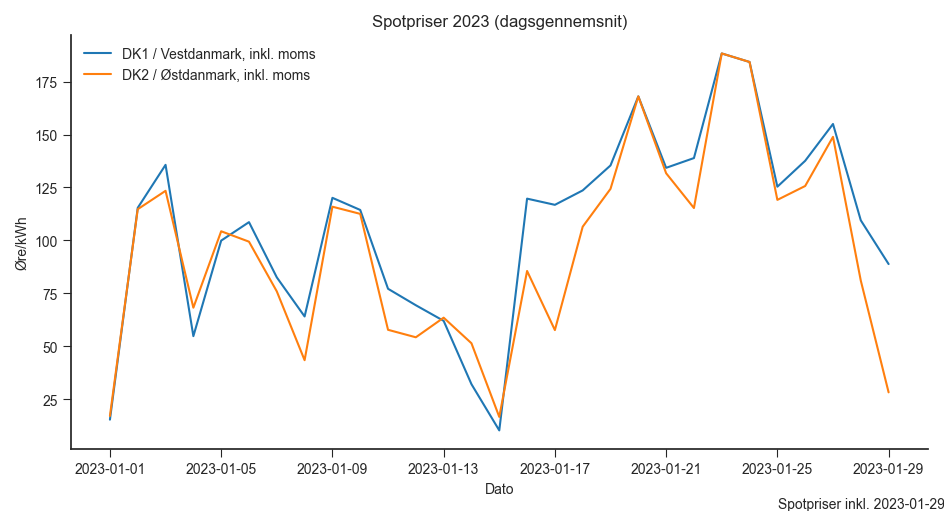 Spotpriser 2023 (dagsgennemsnit)
DK1 / Vestdanmark, inkl. moms
DK2 / Østdanmark, inkl. moms
175
150
125
100
75
50
25
Øre/kWh
2023-01-01
2023-01-05
2023-01-09
2023-01-13
2023-01-17
2023-01-21
2023-01-25
2023-01-29
Dato
Spotpriser inkl. 2023-01-29